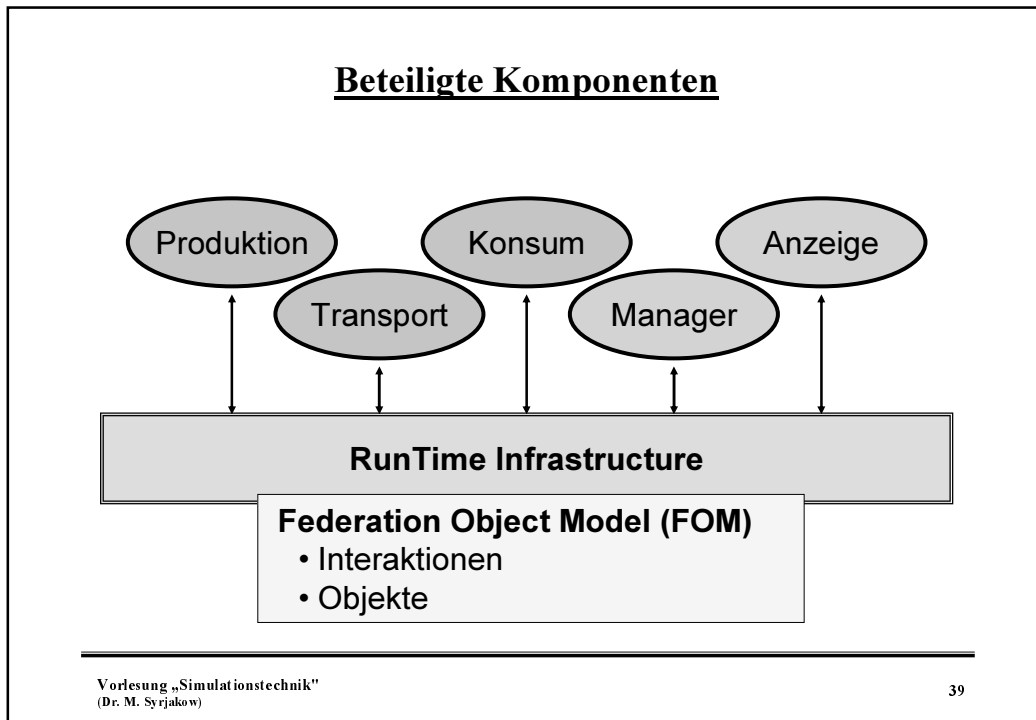 Beteiligte Komponenten
Produktion
Konsum
Anzeige
Transport
Manager
RunTime Infrastructure
Federation Object Model (FOM)
• Interaktionen
• Objekte
Vorlesung „Simulationstechnik"
(Dr. M. Syrjakow)
39